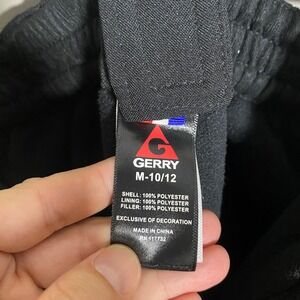 GERRY
M-10/12
SHELL: 100% POLYESTER
LINING: 100% POLYESTER
FILLER: 100% POLYESTER
EXCLUSIVE OF DECORATION
MADE IN CHINA
RN 117732